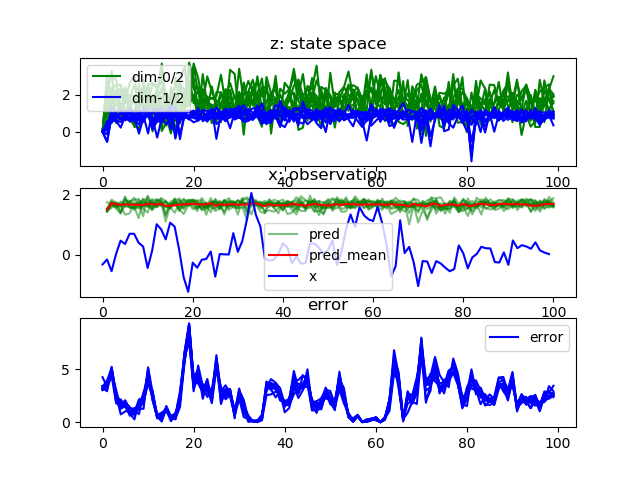 z: state space
dim-0/2
dim-1/2
2
0
0 20 40 60 80 100
x: observation
2
0
pred
pred_mean
x
0 20 40 60 80 100
error
error
5
0
0 20 40 60 80 100